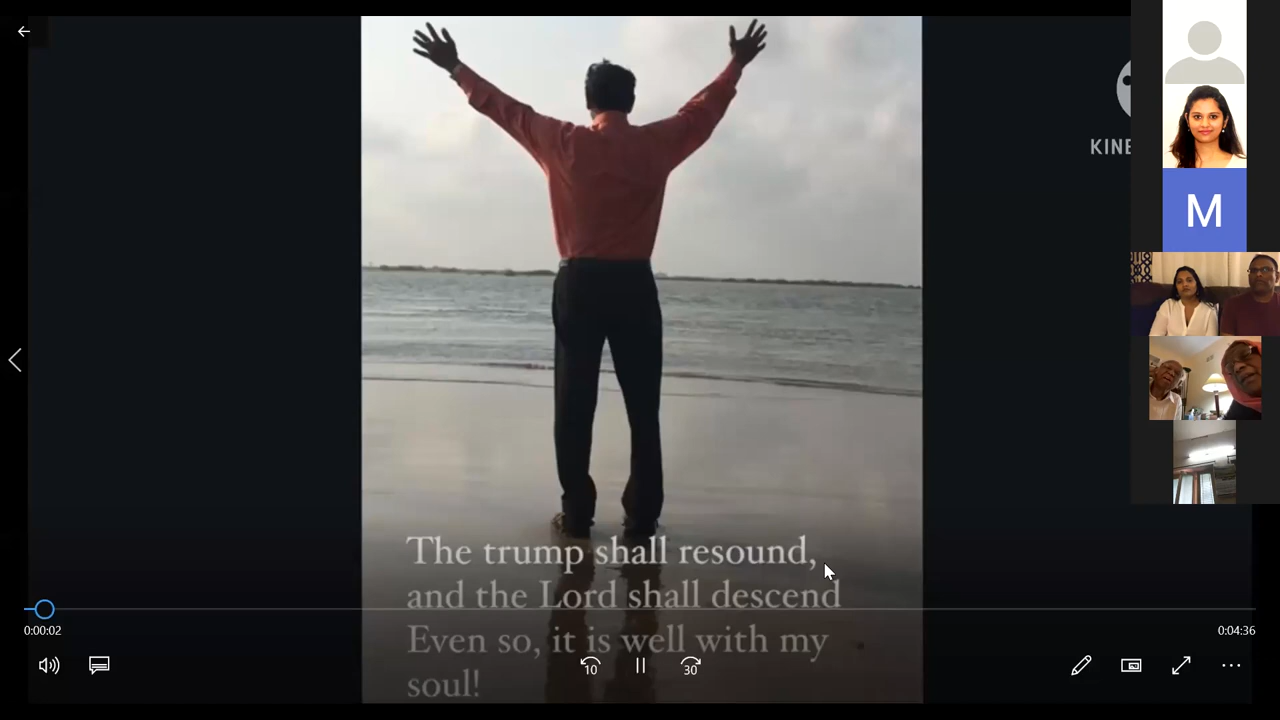 KINE
M
The trump shall resound,
and the Lord shall descend
Even so, it is well with my
soul!
0:00:02
0:04:36
10
30